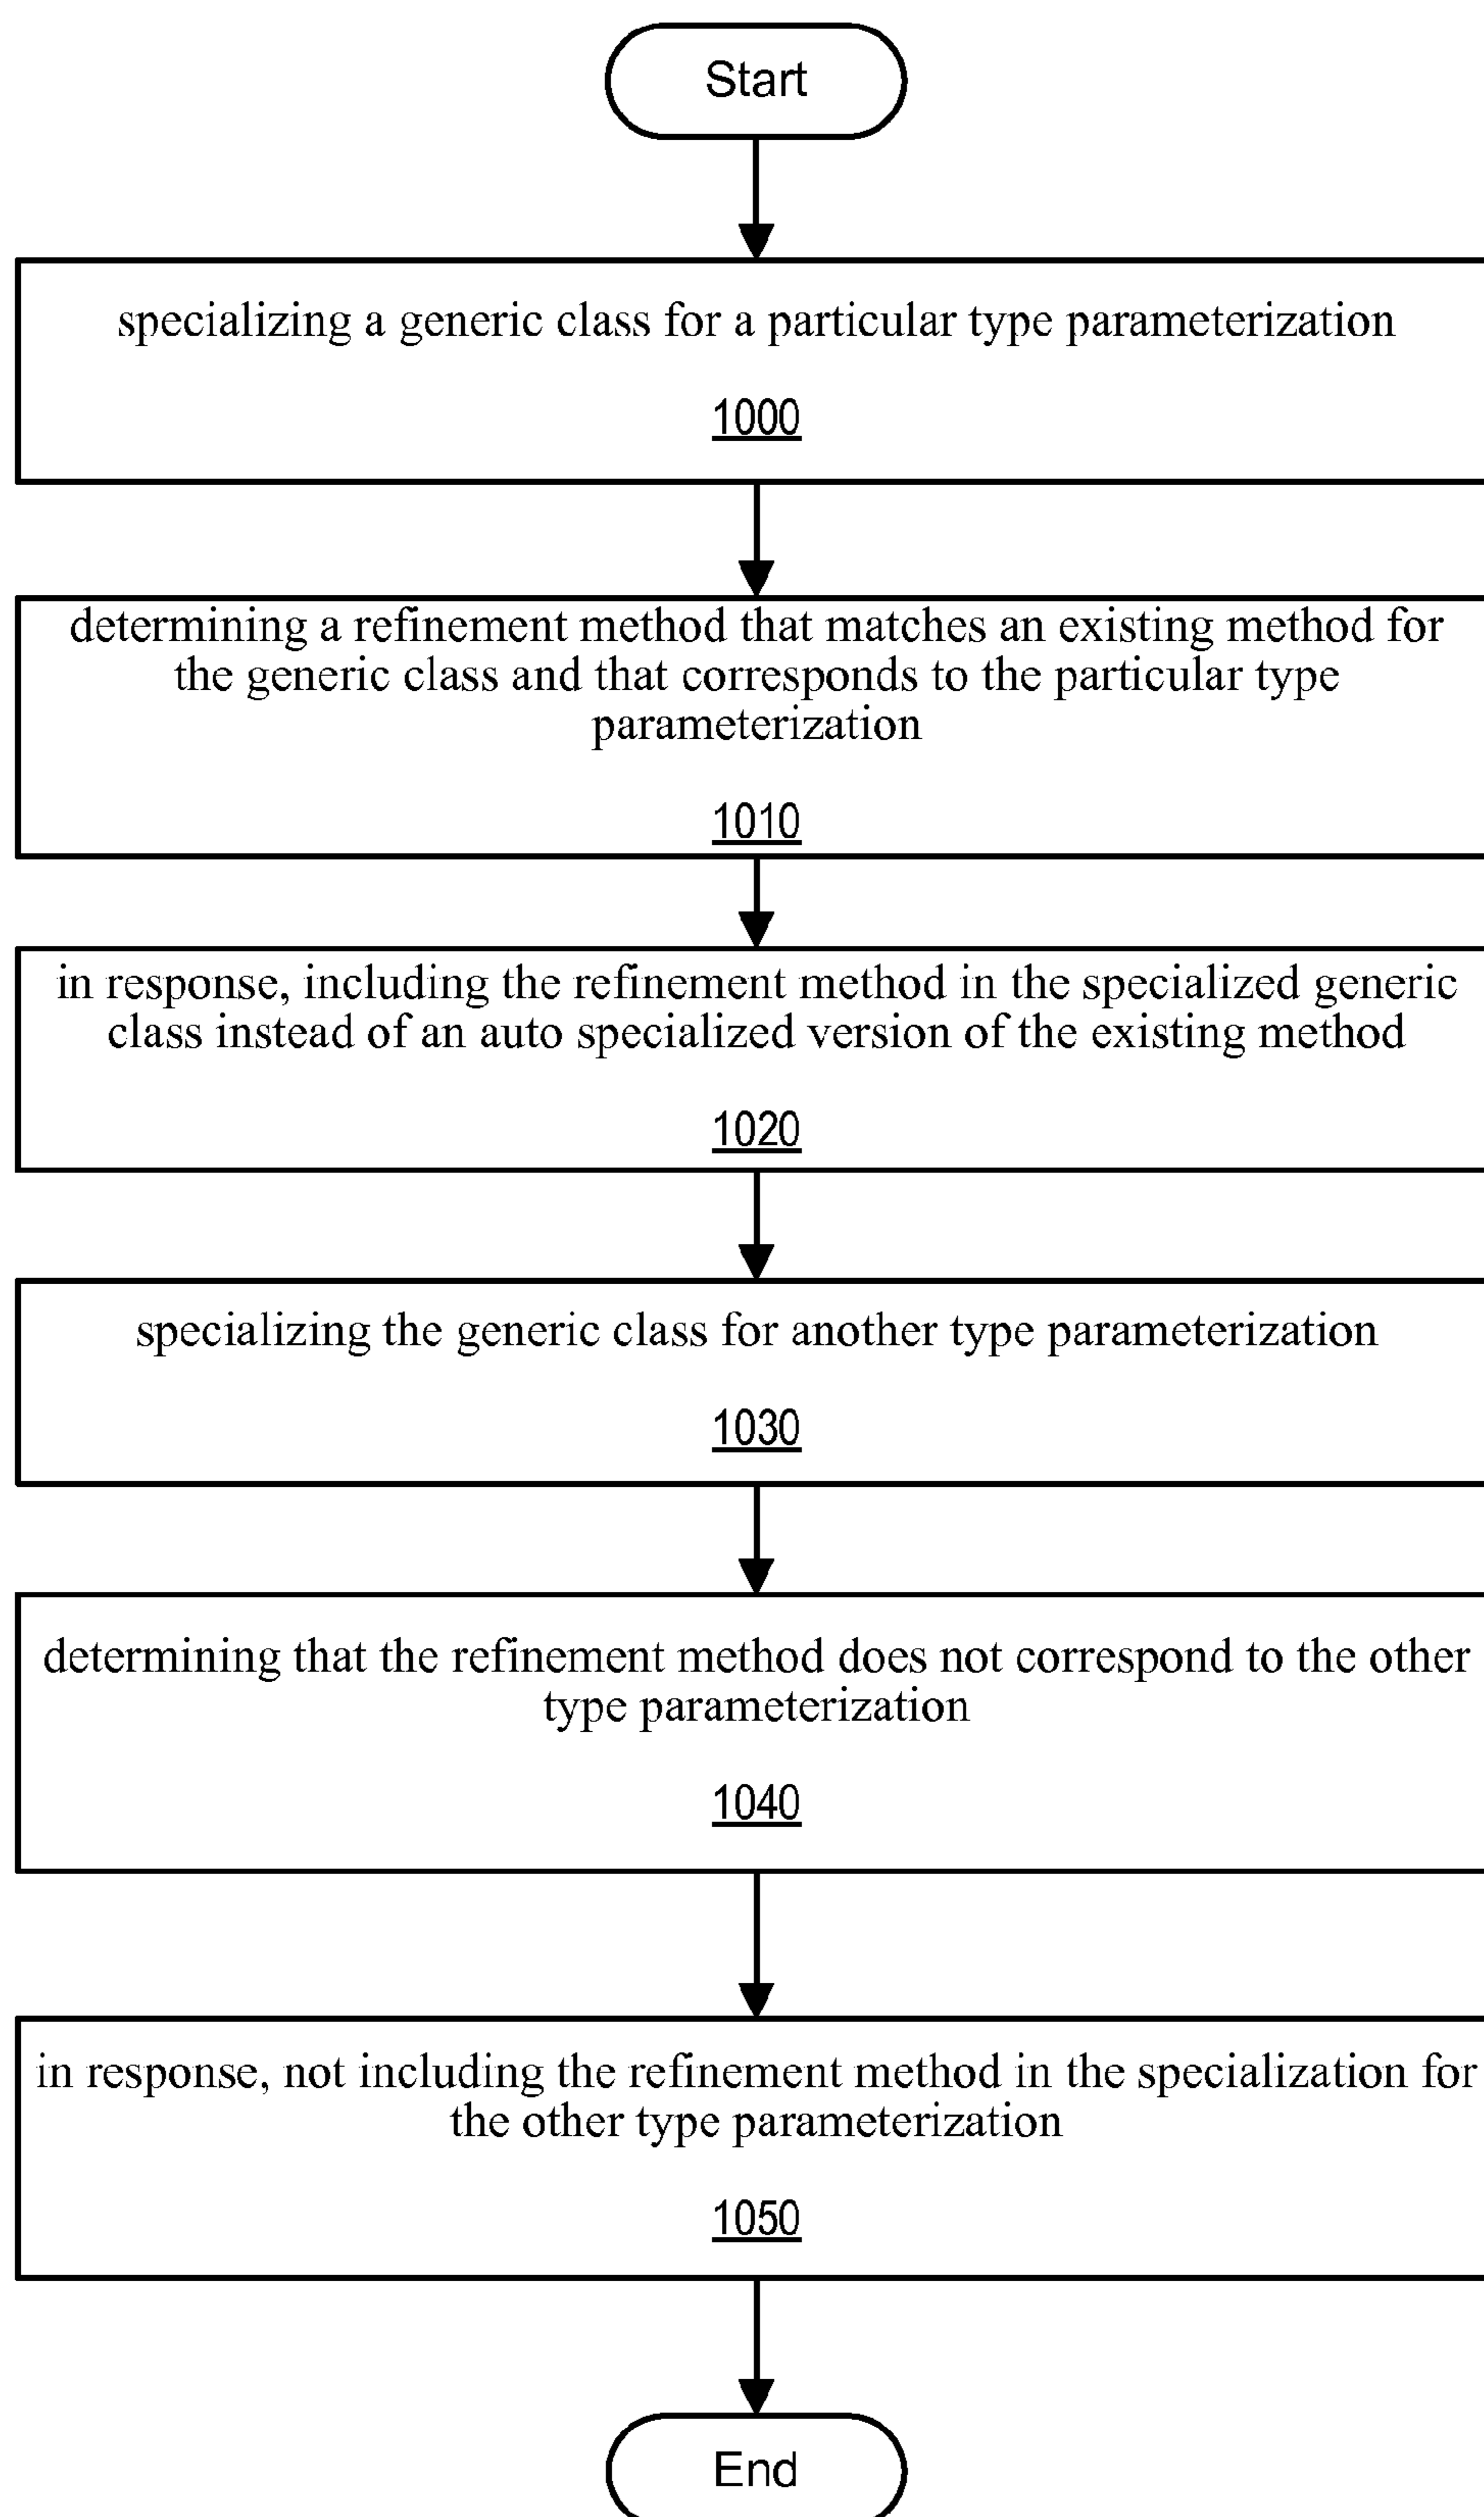 Start
specializing a generic class for a particular type parameterization
1000
determining a refinement method that matches an existing method for
the generic class and that corresponds to the particular type
parameterization
1010
in response, including the refinement method in the specialized generic
class instead of an auto specialized version of the existing method
1020
specializing the generic class for another type parameterization
1030
determining that the refinement method does not correspond to the other
type parameterization
1040
in response, not including the refinement method in the specialization for
the other type parameterization
1050
End